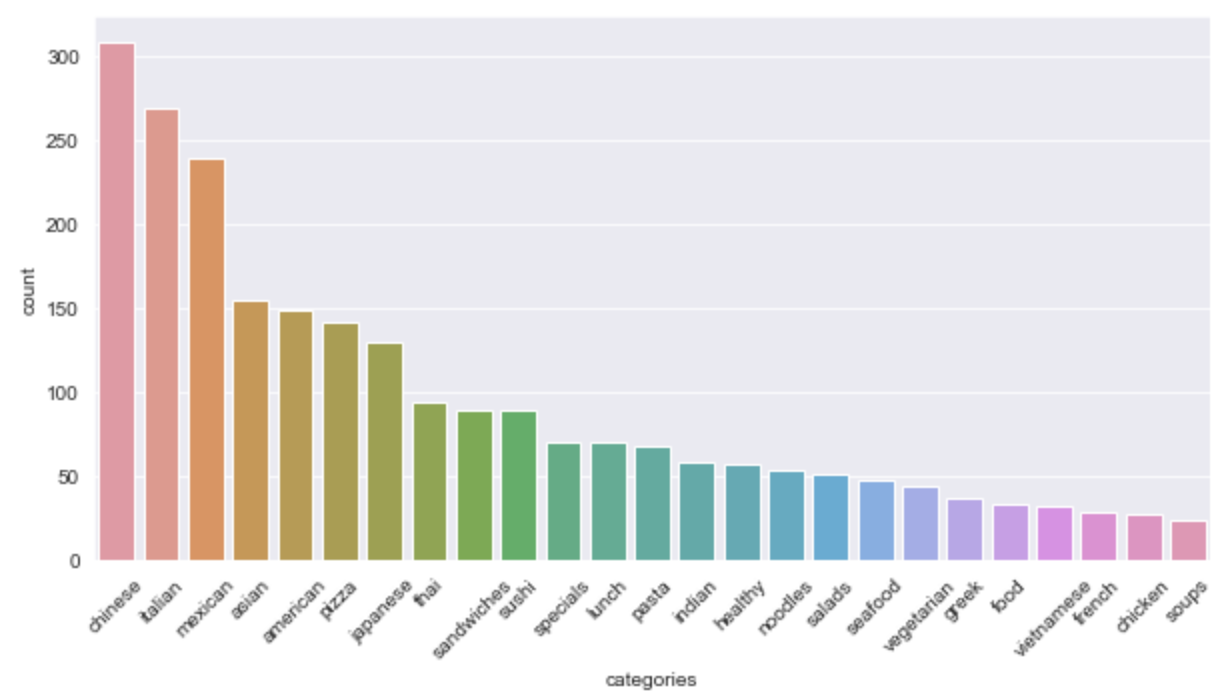 300
250
200
150
100
50
0
count
chinese
italian
mexican
asian
american
pizza
japanese
thai
sandwiches
sushi
specials
lunch
pasta
indian
healthy
noodles
salads
seafood
vegetarian
greek
food
vietnamese
french
chicken
soups
categories